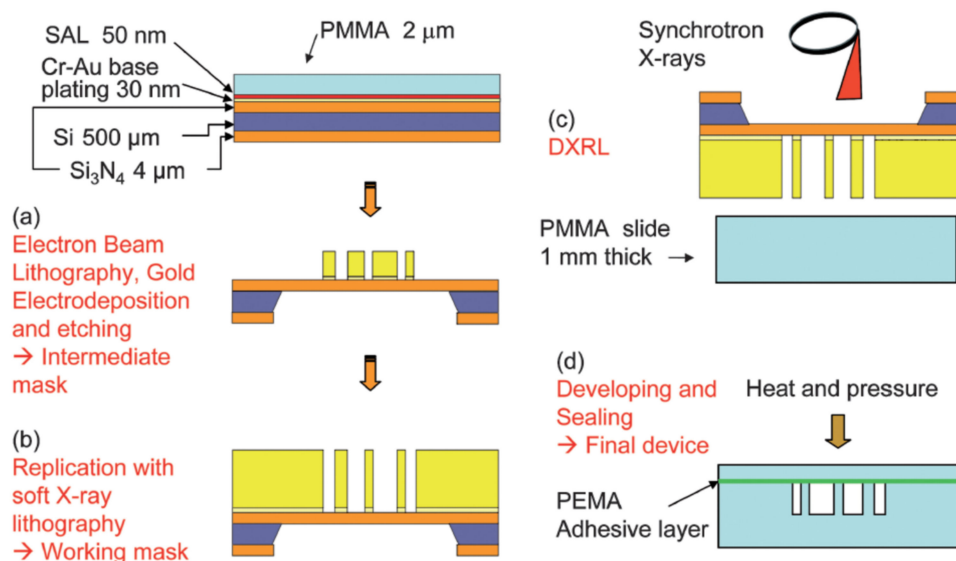 SAL 50 nm
PMMA 2 μm
Cr-Au base
plating 30 nm
Si 500 μm
Si₃N₄ 4 μm
(a)
Electron Beam
Lithography, Gold
Electrodeposition
and etching
→ Intermediate
mask
(b)
Replication with
soft X-ray
lithography
→ Working mask
Synchrotron
X-rays
(c)
DXRL
PMMA slide
1 mm thick
(d)
Developing and
Sealing
→ Final device
Heat and pressure
PEMA
Adhesive layer